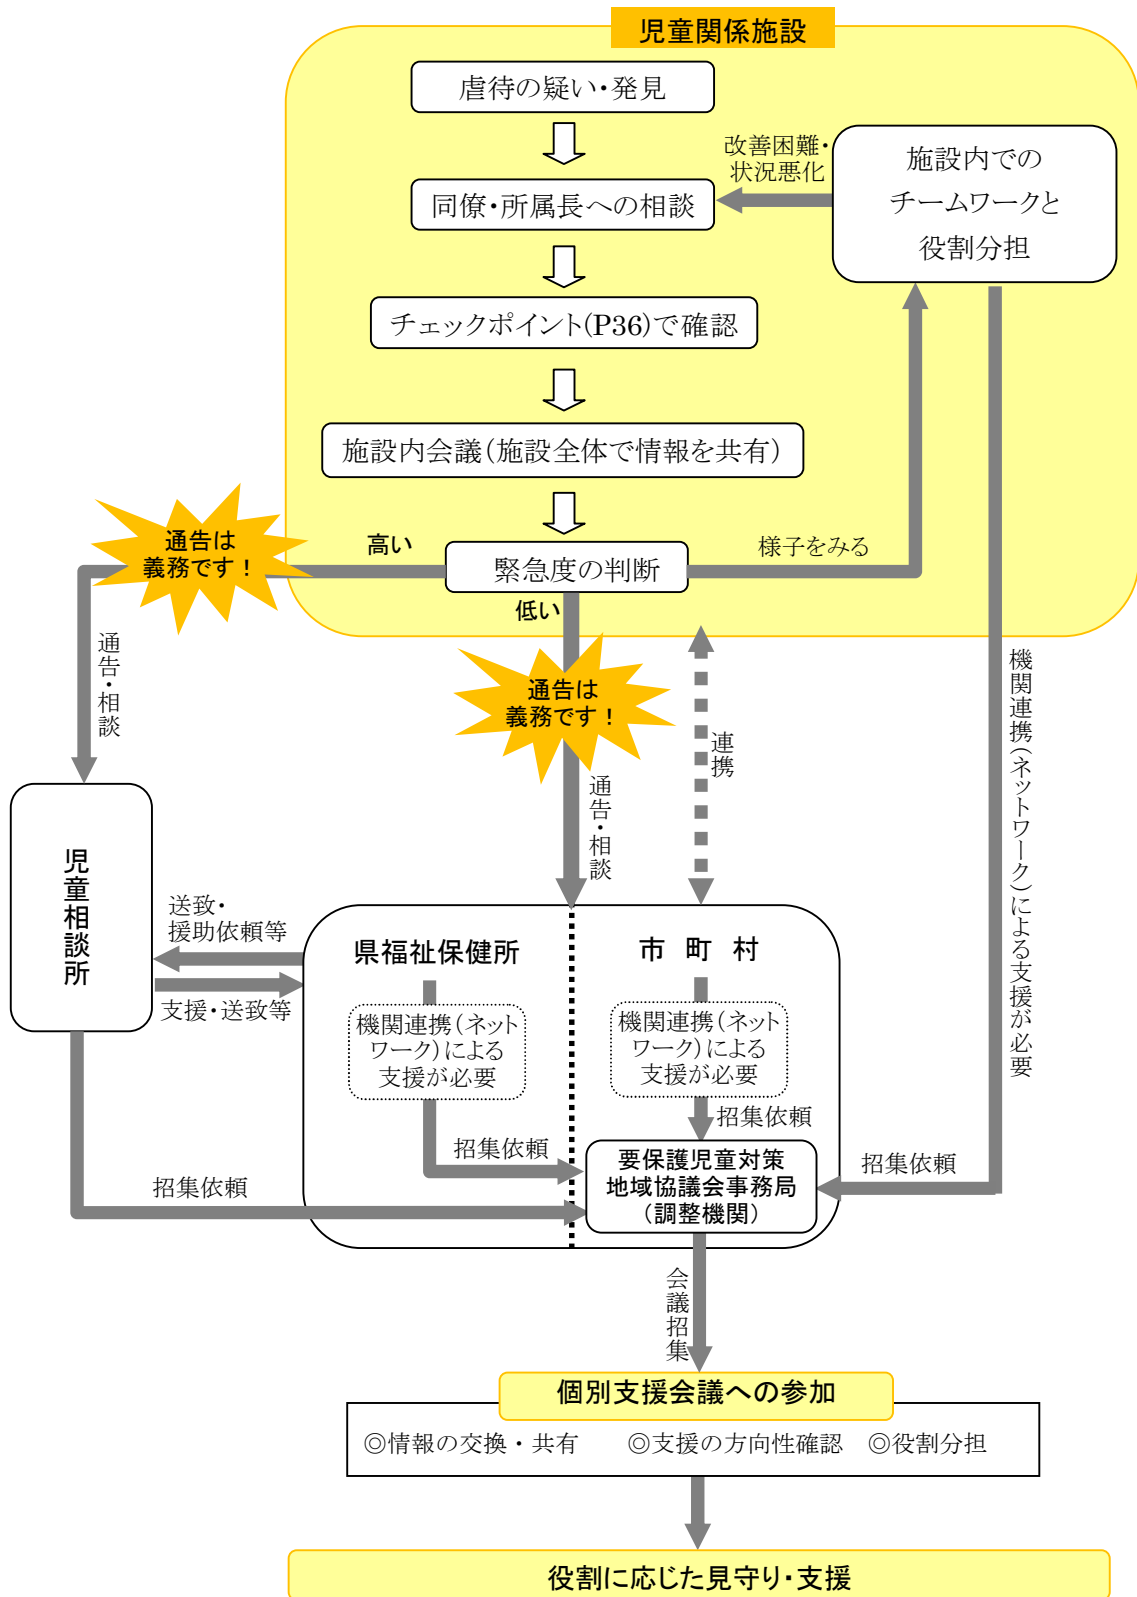 児童関係施設
虐待の疑い・発見
改善困難・
状況悪化
施設内での
チームワークと
役割分担
同僚・所属長への相談
チェックポイント(P36)で確認
施設内会議（施設全体で情報を共有）
通告は
義務です！
高い
緊急度の判断
様子をみる
低い
通告・相談
通告は
義務です！
連携
機関連携（ネットワーク）による支援が必要
通告・相談
児童相談所
送致・
援助依頼等
支援・送致等
県福祉保健所
市 町 村
機関連携（ネット
ワーク）による
支援が必要
機関連携（ネット
ワーク）による
支援が必要
招集依頼
招集依頼
要保護児童対策
地域協議会事務局
（調整機関）
招集依頼
招集依頼
会議招集
個別支援会議への参加
◎情報の交換・共有　◎支援の方向性確認　◎役割分担
役割に応じた見守り・支援